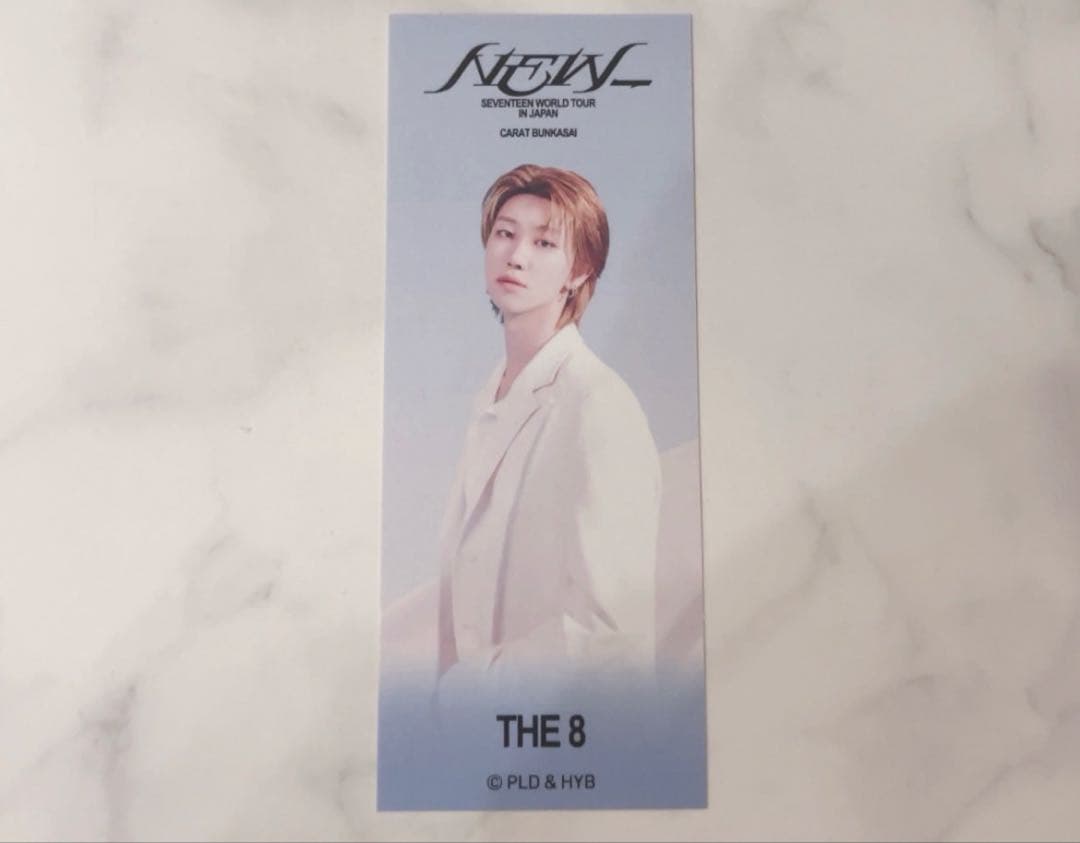 NEW_
SEVENTEEN WORLD TOUR
IN JAPAN
CARAT BUNKASAI
THE 8
© PLD & HYB